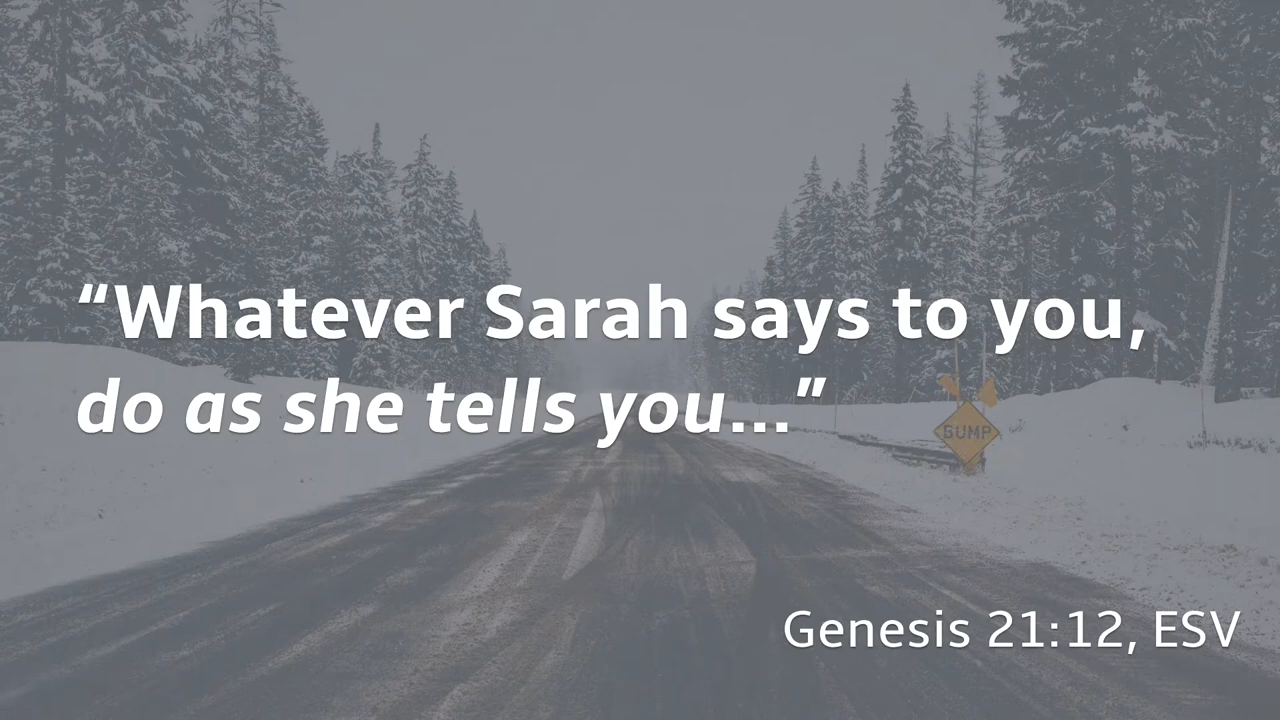 “Whatever Sarah says to you,
do as she tells you...”
BUMP
Genesis 21:12, ESV